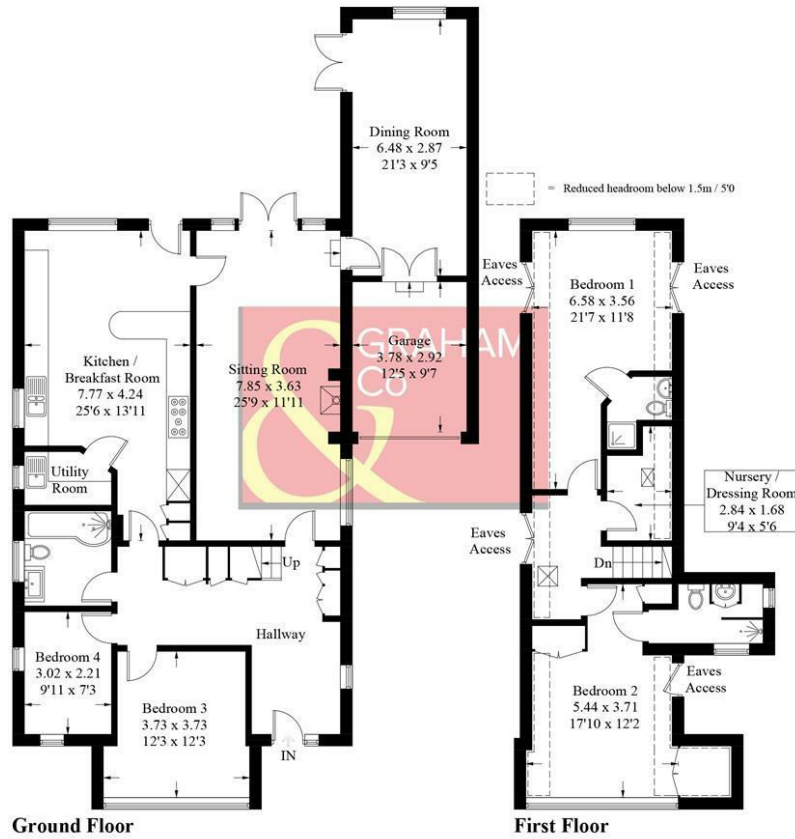 Dining Room
6.48 x 2.87
21'3 x 9'5
= Reduced headroom below 1.5m / 5'0
Eaves
Access
Bedroom 1
6.58 x 3.56
21'7 x 11'8
Eaves
Access
Kitchen /
Breakfast Room
7.77 x 4.24
25'6 x 13'11
Sitting Room
7.85 x 3.63
25'9 x 11'11
&
GRAHAM
Co
Garage
3.78 x 2.92
12'5 x 9'7
Utility
Room
Nursery /
Dressing Room
2.84 x 1.68
9'4 x 5'6
Eaves
Access
Up
Dn
Hallway
Bedroom 4
3.02 x 2.21
9'11 x 7'3
Bedroom 3
3.73 x 3.73
12'3 x 12'3
IN
Bedroom 2
5.44 x 3.71
17'10 x 12'2
Eaves
Access
Ground Floor
First Floor